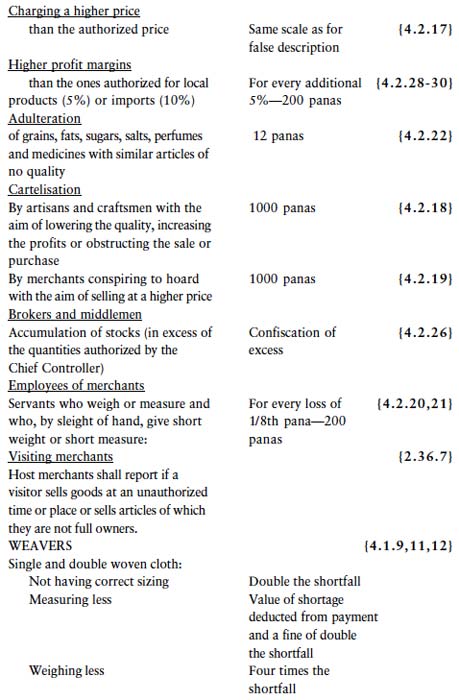 Charging a higher price
than the authorized price Same scale as for {4.2.17}
false description
Higher profit margins
than the ones authorized for local For every additional {4.2.28-30}
products (5%) or imports (10%) 5%—200 panas
Adulteration
of grains, fats, sugars, salts, perfumes 12 panas {4.2.22}
and medicines with similar articles of
no quality
Cartelisation
By artisans and craftsmen with the 1000 panas {4.2.18}
aim of lowering the quality, increasing
the profits or obstructing the sale or
purchase
By merchants conspiring to hoard 1000 panas {4.2.19}
with the aim of selling at a higher price
Brokers and middlemen
Accumulation of stocks (in excess of Confiscation of {4.2.26}
the quantities authorized by the excess
Chief Controller)
Employees of merchants
Servants who weigh or measure and For every loss of {4.2.20,21}
who, by sleight of hand, give short 1/8th pana—200
weight or short measure: panas
Visiting merchants {2.36.7}
Host merchants shall report if a
visitor sells goods at an unauthorized
time or place or sells articles of which
they are not full owners.
WEAVERS {4.1.9,11,12}
Single and double woven cloth:
Not having correct sizing Double the shortfall
Measuring less Value of shortage
deducted from payment
and a fine of double
the shortfall
Weighing less Four times the
shortfall